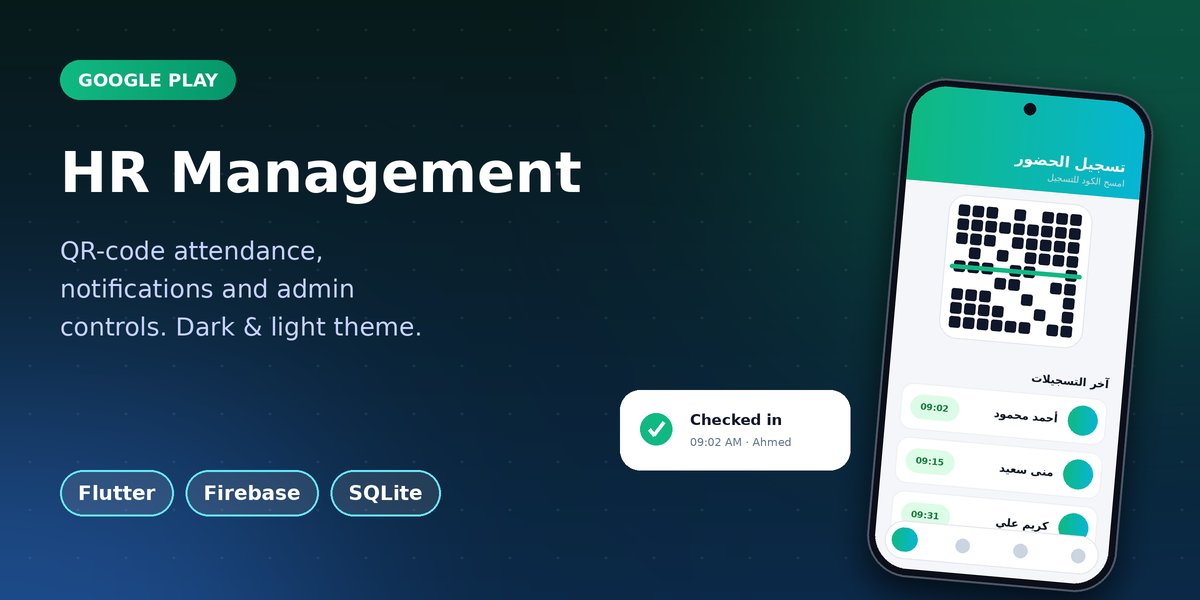 GOOGLE PLAY
HR Management
QR-code attendance,
notifications and admin
controls. Dark & light theme.
Flutter
Firebase
SQLite
Checked in
09:02 AM · Ahmed
تسجيل الحضور
امسح الكود للتسجيل
آخر التسجيلات
أحمد محمود
09:02
منى سعيد
09:15
كريم علي
09:31